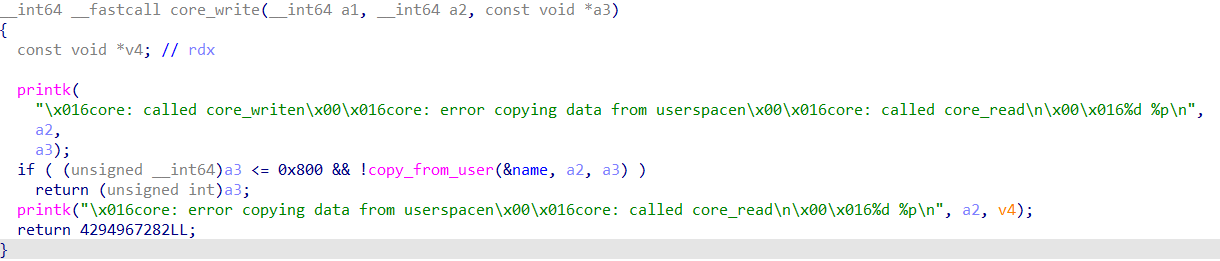 __int64 __fastcall core_write(__int64 a1, __int64 a2, const void *a3)
{
  const void *v4; // rdx
  printk(
    "\x016core: called core_writen\x00\x016core: error copying data from userspacen\x00\x016core: called core_read\n\x00\x016%d %p\n",
    a2,
    a3);
  if ( (unsigned __int64)a3 <= 0x800 && !copy_from_user(&name, a2, a3) )
    return (unsigned int)a3;
  printk("\x016core: error copying data from userspacen\x00\x016core: called core_read\n\x00\x016%d %p\n", a2, v4);
  return 4294967282LL;
}